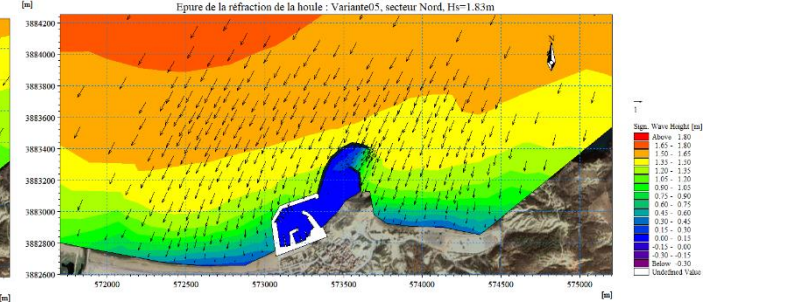 [m]
Epure de la réfraction de la houle : Variante05, secteur Nord, Hs=1.83m
3884200
3884000
3883800
3883600
3883400
3883200
3883000
3882800
3882600
572000
572500
573000
573500
574000
574500
575000
[m]
[m]
N
1
Sign. Wave Height [m]
Above 1.80
1.65 - 1.80
1.50 - 1.65
1.35 - 1.50
1.20 - 1.35
1.05 - 1.20
0.90 - 1.05
0.75 - 0.90
0.60 - 0.75
0.45 - 0.60
0.30 - 0.45
0.15 - 0.30
0.00 - 0.15
-0.15 - 0.00
-0.30 - -0.15
Below -0.30
Undefined Value